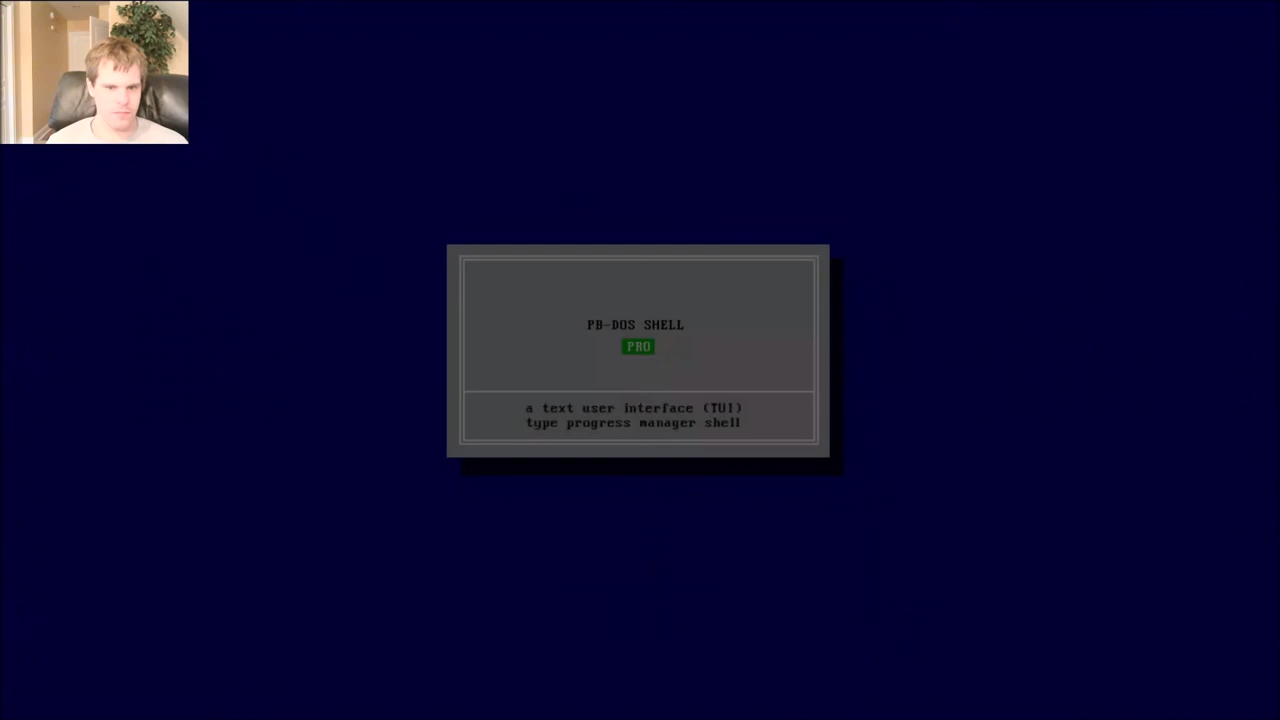 PB-DOS SHELL
PRO
a text user interface (TUI)
type progress manager shell